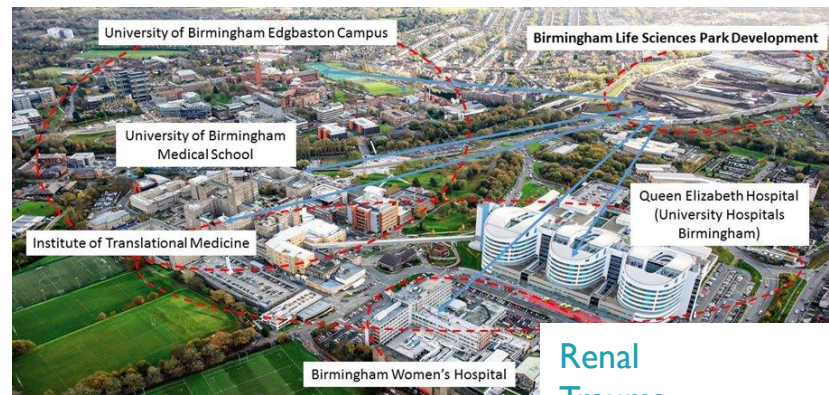 University of Birmingham Edgbaston Campus
Birmingham Life Sciences Park Development
University of Birmingham
Medical School
Queen Elizabeth Hospital
(University Hospitals
Birmingham)
Institute of Translational Medicine
Birmingham Women's Hospital
Renal
Trauma